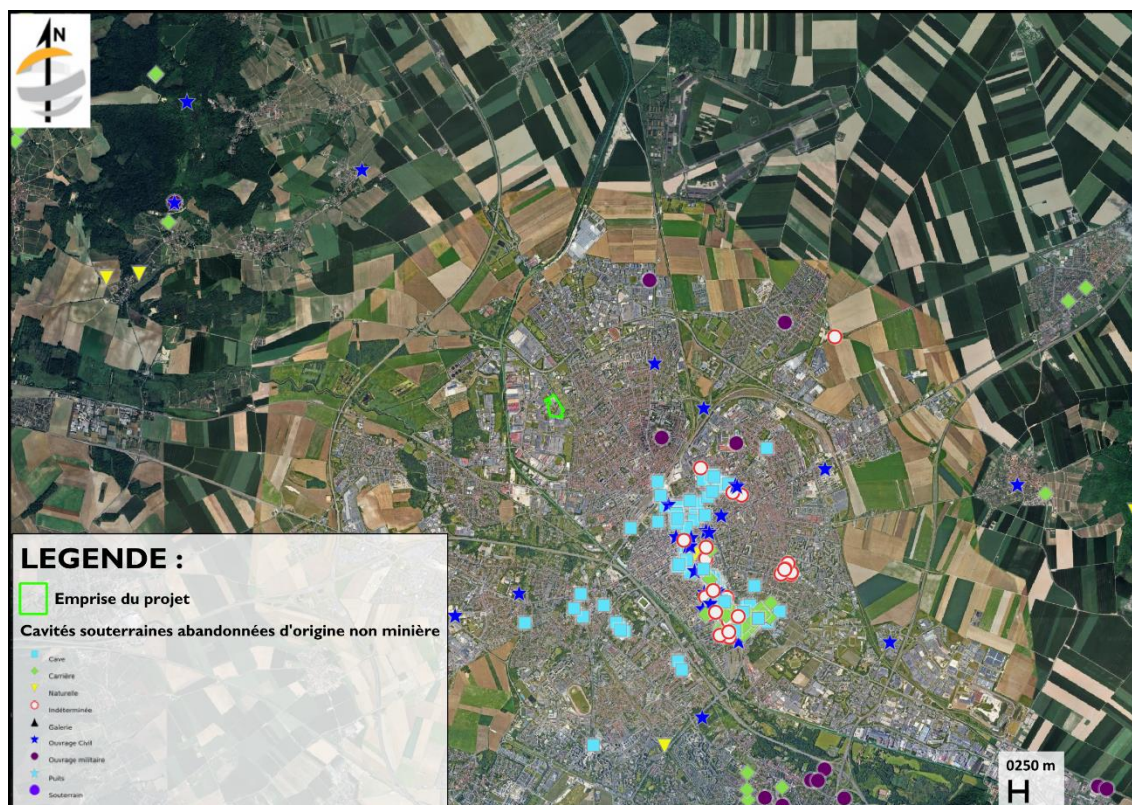 N
LEGENDE :
Emprise du projet
Cavités souterraines abandonnées d'origine non minière
Cave
Carrière
Naturelle
Indéterminée
Galerie
Ouvrage Civil
Ouvrage militaire
Puits
Souterrain
0250 m